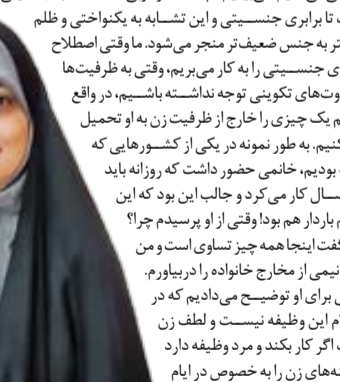 تا برابری جنسیتی و این تشابه به یکنواختی و ظلم
به جنس ضعیف‌تر منجر می‌شود. ما وقتی اصطلاح
جنسیتی را به کار می‌بریم، وقتی به ظرفیت‌ها
تفاوت‌های تکوینی توجه نداشته باشیم، در واقع
یک چیزی را خارج از ظرفیت زن به او تحمیل
کنیم. به طور نمونه در یکی از کشورهایی که
بودیم، خانمی حضور داشت که روزانه باید
کار می‌کرد و جالب این بود که این
باردار هم بود! وقتی از او پرسیدم چرا؟
گفت اینجا همه چیز تساوی است و من
نیمی از مخارج خانواده را دربیاورم.
برای او توضیح می‌دادیم که در
این وظیفه نیست و لطف زن
اگر کار بکند و مرد وظیفه دارد
زن را به خصوص در ایام